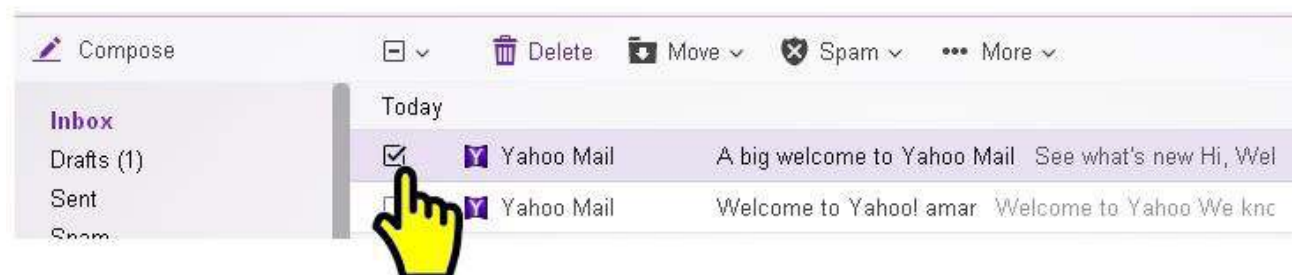 Compose Delete Move Spam More
Inbox
Today
Drafts (1)
Yahoo Mail A big welcome to Yahoo Mail See what's new Hi, Wel
Sent
Yahoo Mail Welcome to Yahoo! amar Welcome to Yahoo We knc
Spam